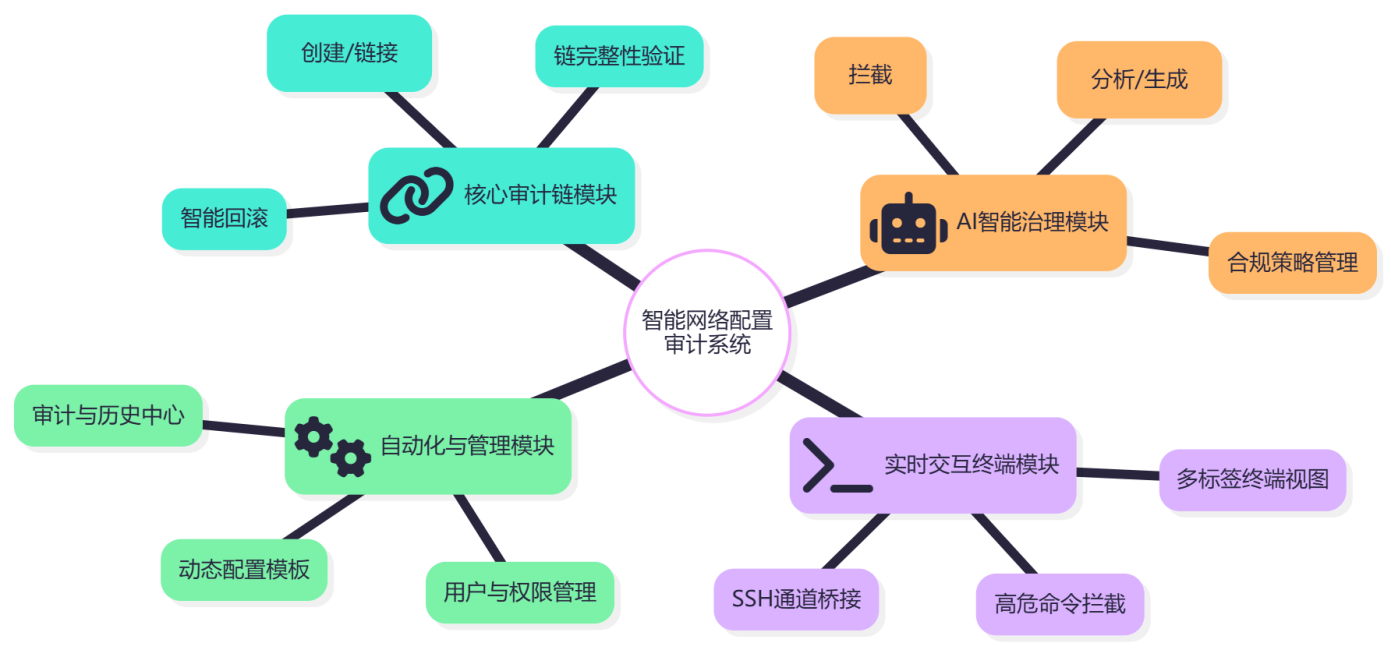 创建/链接
链完整性验证
智能回滚
核心审计链模块
拦截
分析/生成
AI智能治理模块
合规策略管理
智能网络配置
审计系统
审计与历史中心
自动化与管理模块
动态配置模板
用户与权限管理
实时交互终端模块
多标签终端视图
SSH通道桥接
高危命令拦截